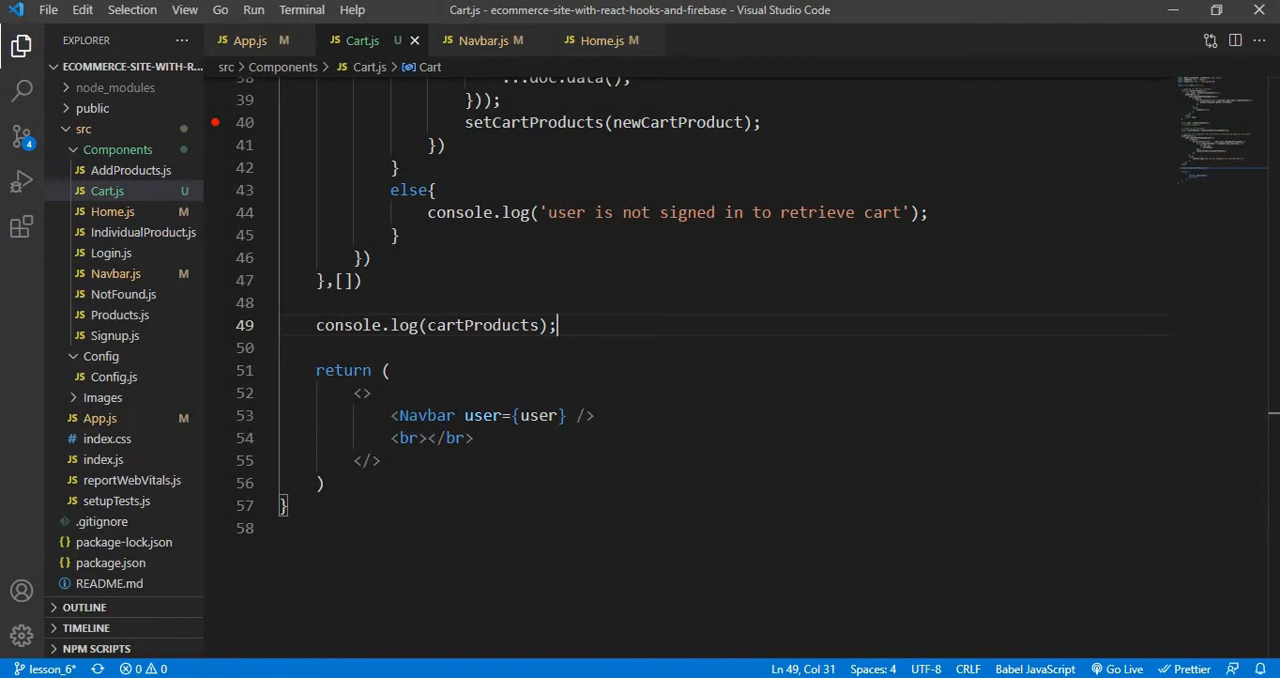 File Edit Selection View Go Run Terminal Help Cart.js - ecommerce-site-with-react-hooks-and-firebase - Visual Studio Code
EXPLORER ... JS App.js M JS Cart.js U JS Navbar.js M JS Home.js M
ECOMMERCE-SITE-WITH-R... src > Components > JS Cart.js > Cart
node_modules
public
src
Components
JS AddProducts.js
JS Cart.js U
JS Home.js M
JS IndividualProduct.js
JS Login.js
JS Navbar.js M
JS NotFound.js
JS Products.js
JS Signup.js
Config
JS Config.js
Images
JS App.js M
# index.css
JS index.js
JS reportWebVitals.js
JS setupTests.js
.gitignore
{} package-lock.json
{} package.json
README.md
OUTLINE
TIMELINE
NPM SCRIPTS
38 ...doc.data(),
39 }));
40 setCartProducts(newCartProduct);
41 })
42 }
43 else{
44 console.log('user is not signed in to retrieve cart');
45 }
46 })
47 },[])
48
49 console.log(cartProducts);
50
51 return (
52 <>
53 <Navbar user={user} />
54 <br></br>
55 </>
56 )
57 }
58
4
lesson_6* 0 0 Ln 49, Col 31 Spaces: 4 UTF-8 CRLF Babel JavaScript Go Live Prettier